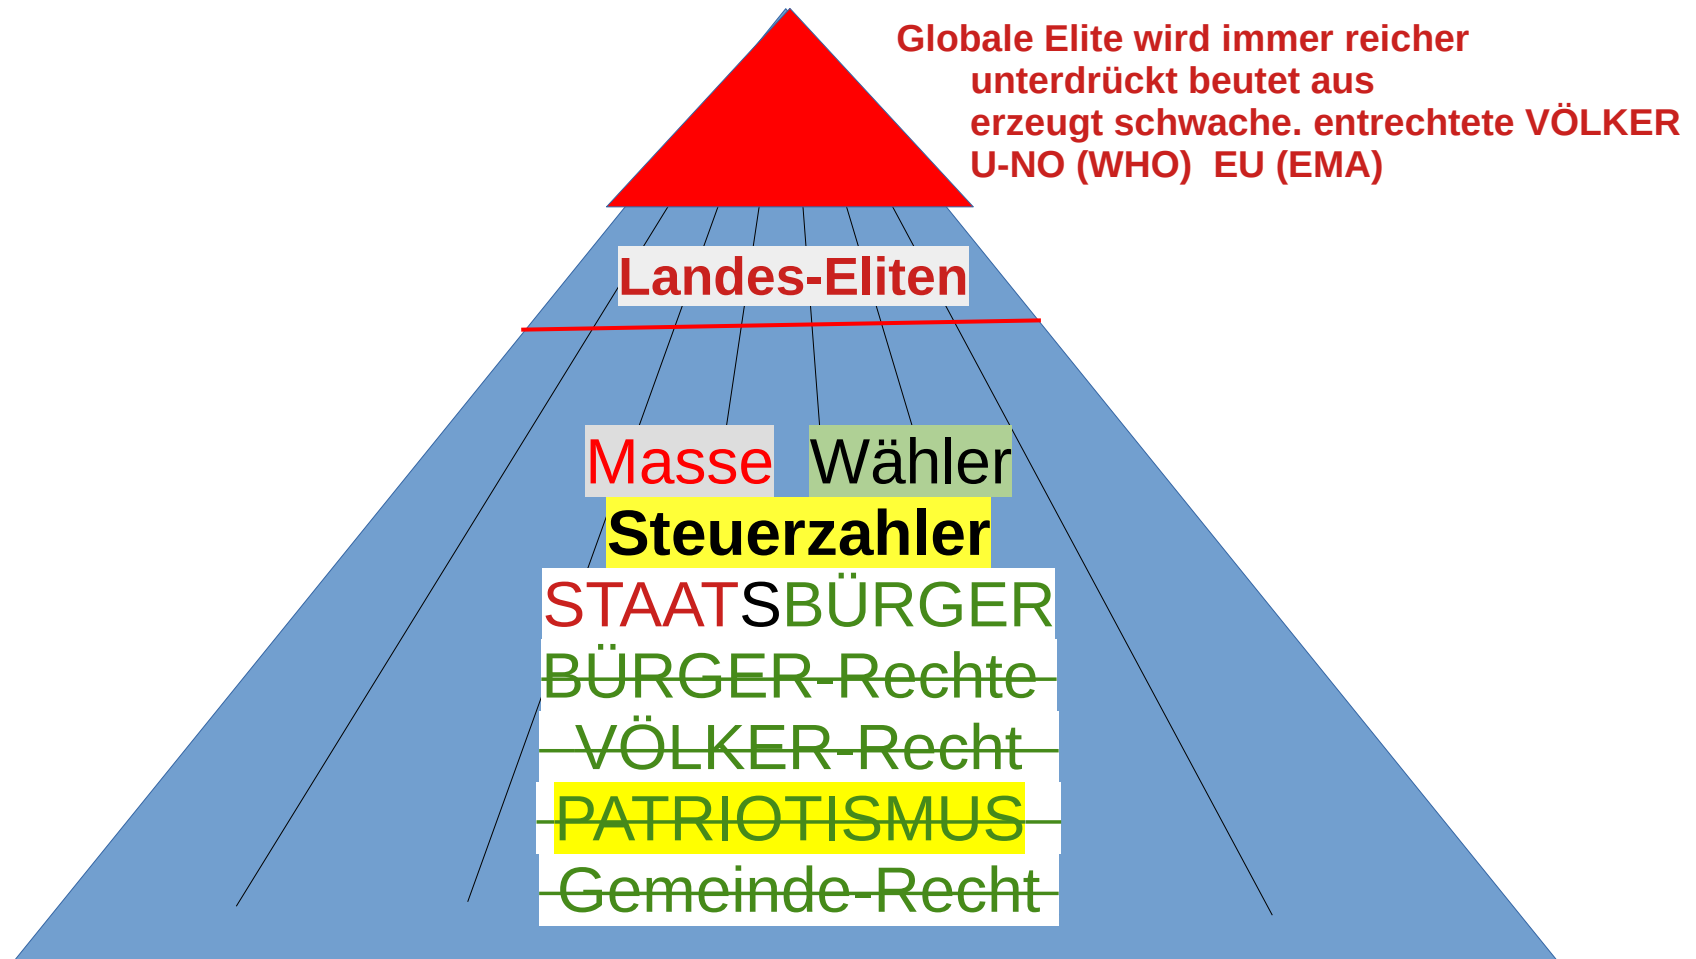 Globale Elite wird immer reicher
unterdrückt beutet aus
erzeugt schwache. entrechtete VÖLKER
U-NO (WHO) EU (EMA)
Landes-Eliten
Masse Wähler
Steuerzahler
STAATSBÜRGER
BÜRGER-Rechte
VÖLKER-Recht
PATRIOTISMUS
Gemeinde-Recht